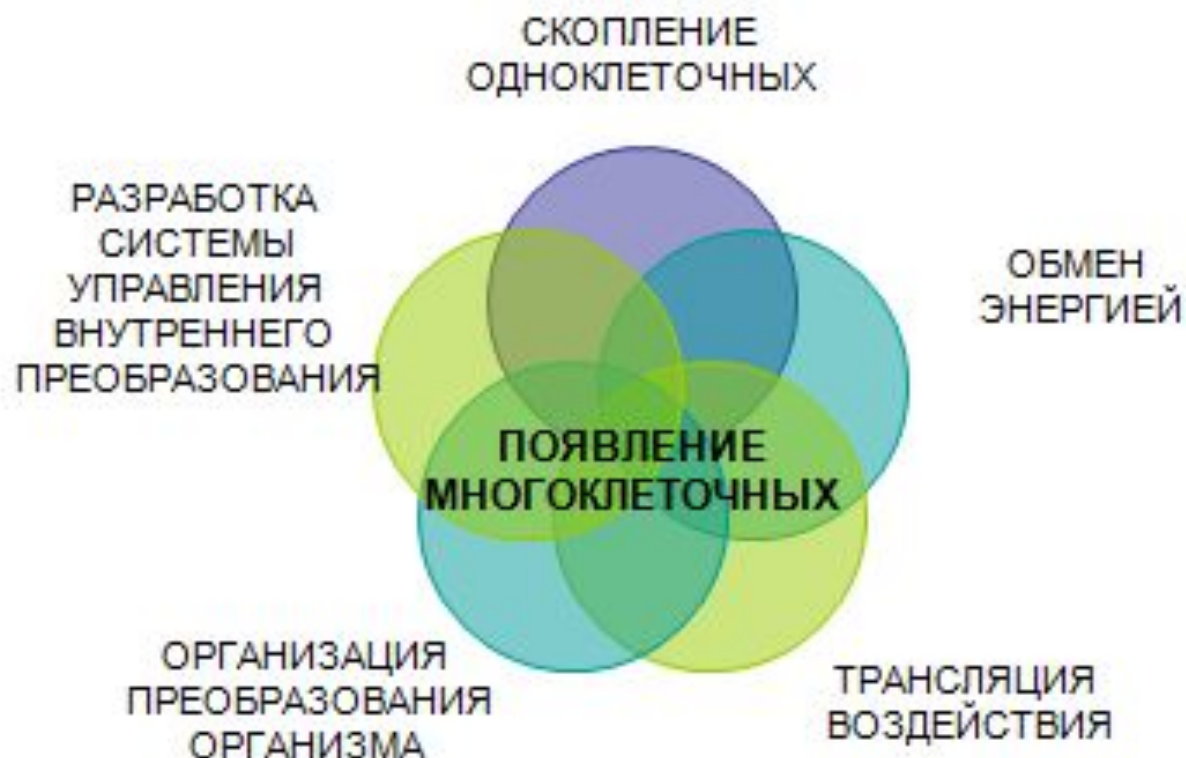 СКОПЛЕНИЕ
ОДНОКЛЕТОЧНЫХ
РАЗРАБОТКА
СИСТЕМЫ
УПРАВЛЕНИЯ
ВНУТРЕННЕГО
ПРЕОБРАЗОВАНИЯ
ОБМЕН
ЭНЕРГИЕЙ
ПОЯВЛЕНИЕ
МНОГОКЛЕТОЧНЫХ
ОРГАНИЗАЦИЯ
ПРЕОБРАЗОВАНИЯ
ОРГАНИЗМА
ТРАНСЛЯЦИЯ
ВОЗДЕЙСТВИЯ